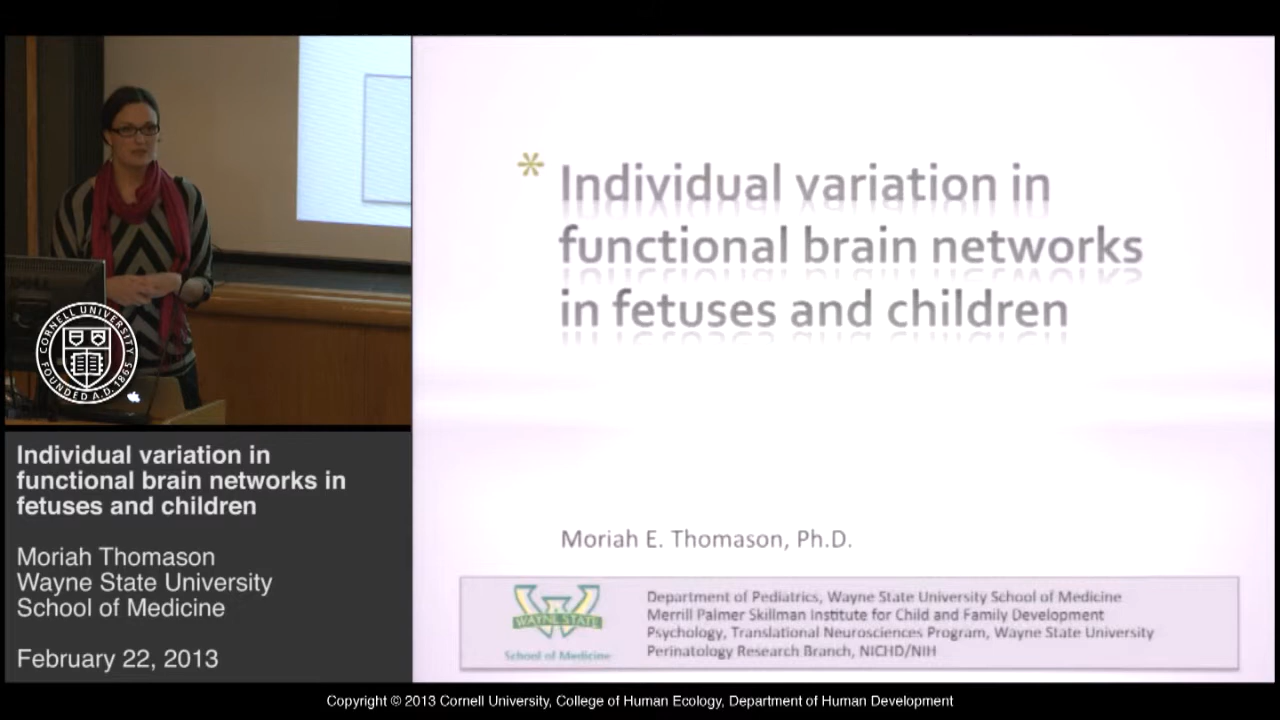 CORNELL UNIVERSITY
FOUNDED A.D. 1865
Individual variation in
functional brain networks in
fetuses and children
Moriah Thomason
Wayne State University
School of Medicine
February 22, 2013
* Individual variation in
functional brain networks
in fetuses and children
Moriah E. Thomason, Ph.D.
WAYNE STATE
School of Medicine
Department of Pediatrics, Wayne State University School of Medicine
Merrill Palmer Skillman Institute for Child and Family Development
Psychology, Translational Neurosciences Program, Wayne State University
Perinatology Research Branch, NICHD/NIH
Copyright © 2013 Cornell University, College of Human Ecology, Department of Human Development